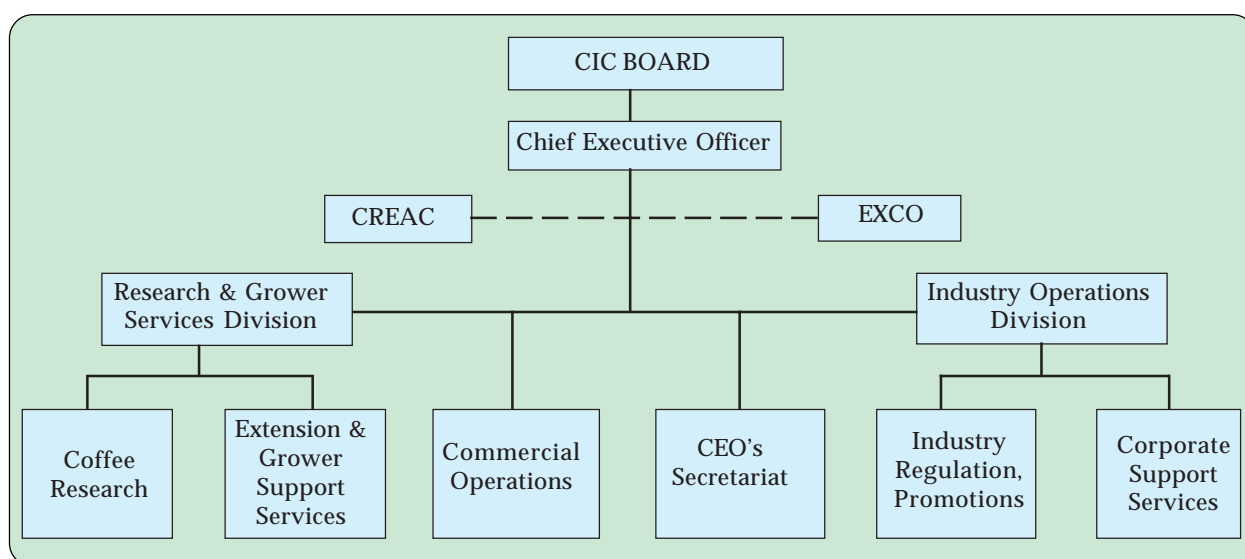 CIC BOARD
Chief Executive Officer
CREAC
EXCO
Research & Grower
Services Division
Industry Operations
Division
Coffee
Research
Extension &
Grower
Support
Services
Commercial
Operations
CEO's
Secretariat
Industry
Regulation,
Promotions
Corporate
Support
Services